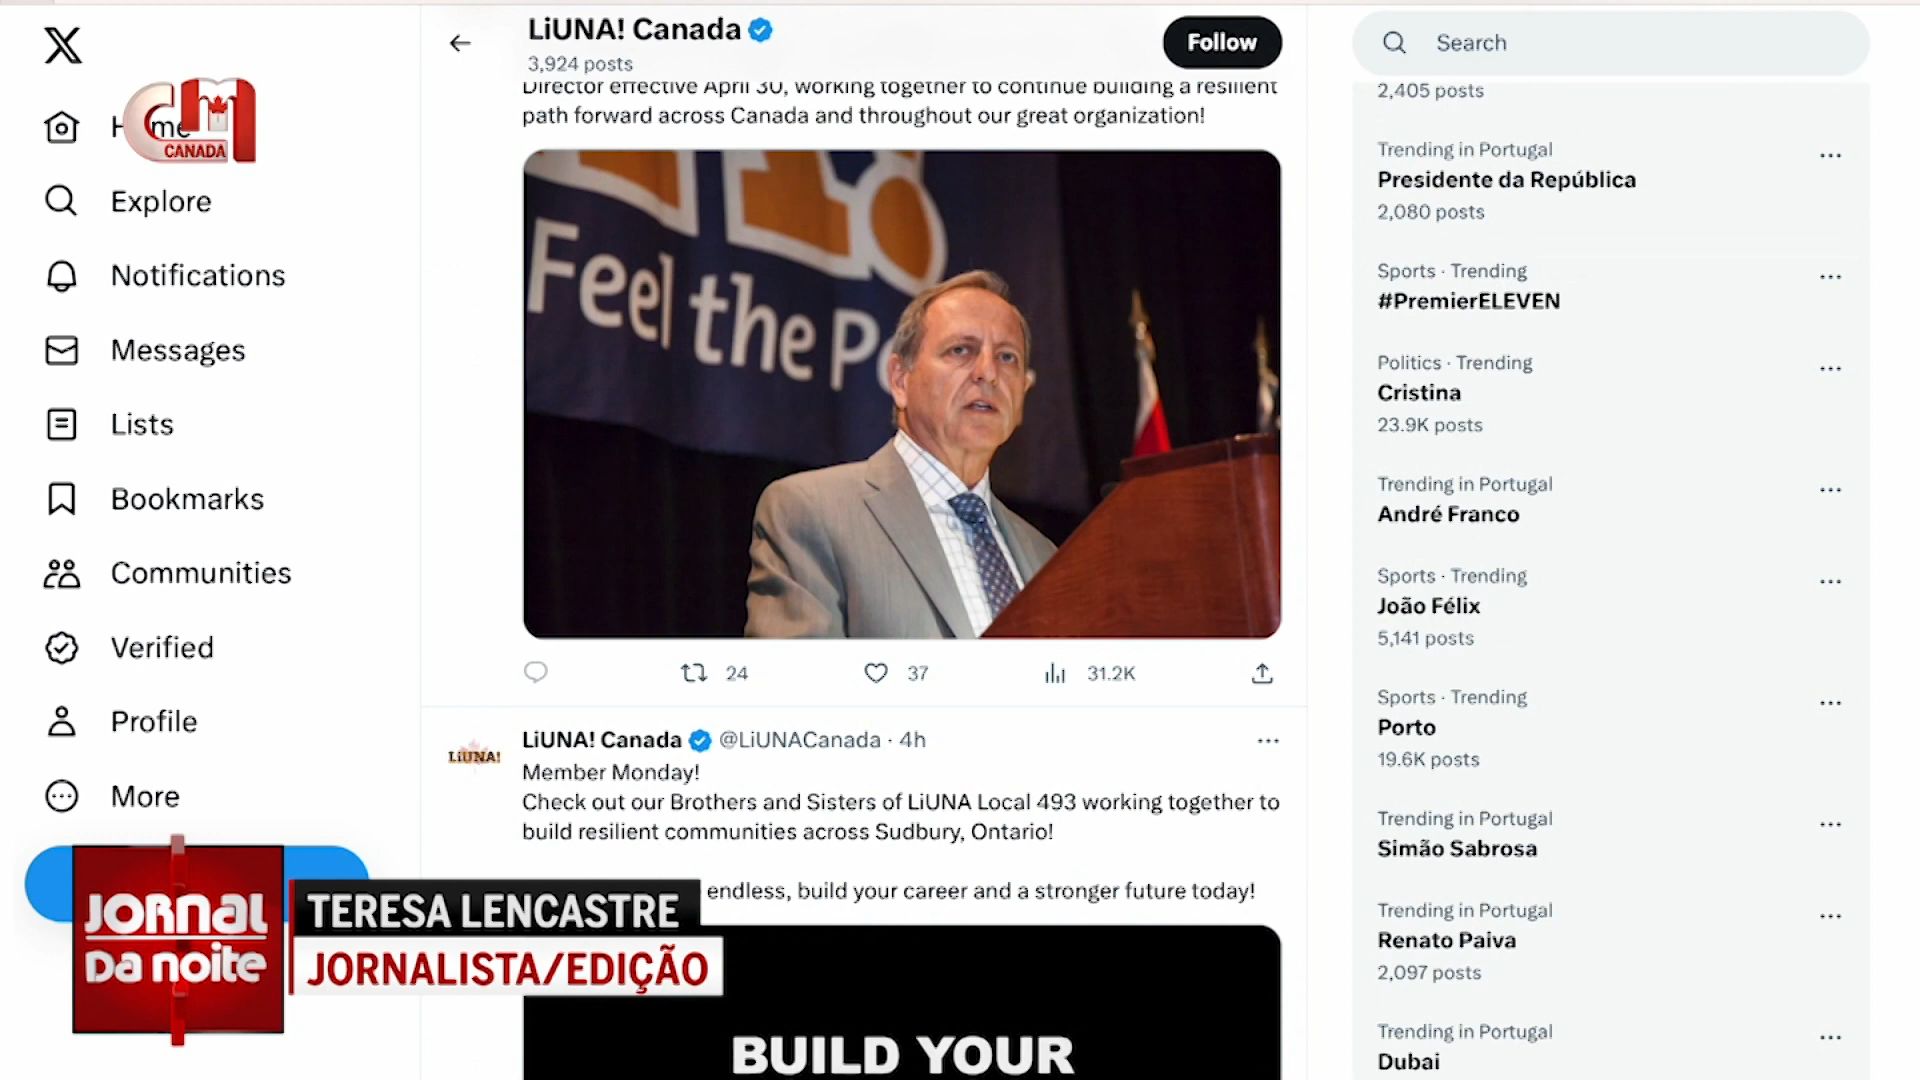 LiUNA! Canada
3,924 posts
Follow
Search
Home
CM
CANADA
Explore
Notifications
Messages
Lists
Bookmarks
Communities
Verified
Profile
More
Director effective April 30, working together to continue building a resilient
path forward across Canada and throughout our great organization!
Feel the Po
24
37
31.2K
LiUNA!
LiUNA! Canada @LiUNACanada · 4h
Member Monday!
Check out our Brothers and Sisters of LiUNA Local 493 working together to
build resilient communities across Sudbury, Ontario!
endless, build your career and a stronger future today!
BUILD YOUR
2,405 posts
Trending in Portugal
Presidente da República
2,080 posts
Sports · Trending
#PremierELEVEN
Politics · Trending
Cristina
23.9K posts
Trending in Portugal
André Franco
Sports · Trending
João Félix
5,141 posts
Sports · Trending
Porto
19.6K posts
Trending in Portugal
Simão Sabrosa
Trending in Portugal
Renato Paiva
2,097 posts
Trending in Portugal
Dubai
JORNAL
DA NOITE
TERESA LENCASTRE
JORNALISTA/EDIÇÃO